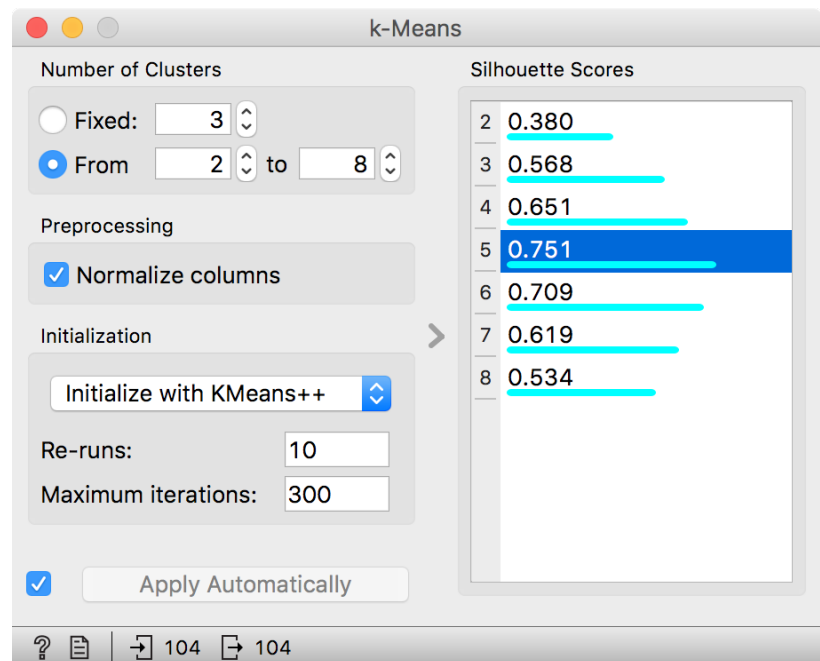 k-Means
Number of Clusters
Fixed: 3
From 2 to 8
Preprocessing
Normalize columns
Initialization
Initialize with KMeans++
Re-runs: 10
Maximum iterations: 300
Apply Automatically
Silhouette Scores
2 0.380
3 0.568
4 0.651
5 0.751
6 0.709
7 0.619
8 0.534
? 104 104